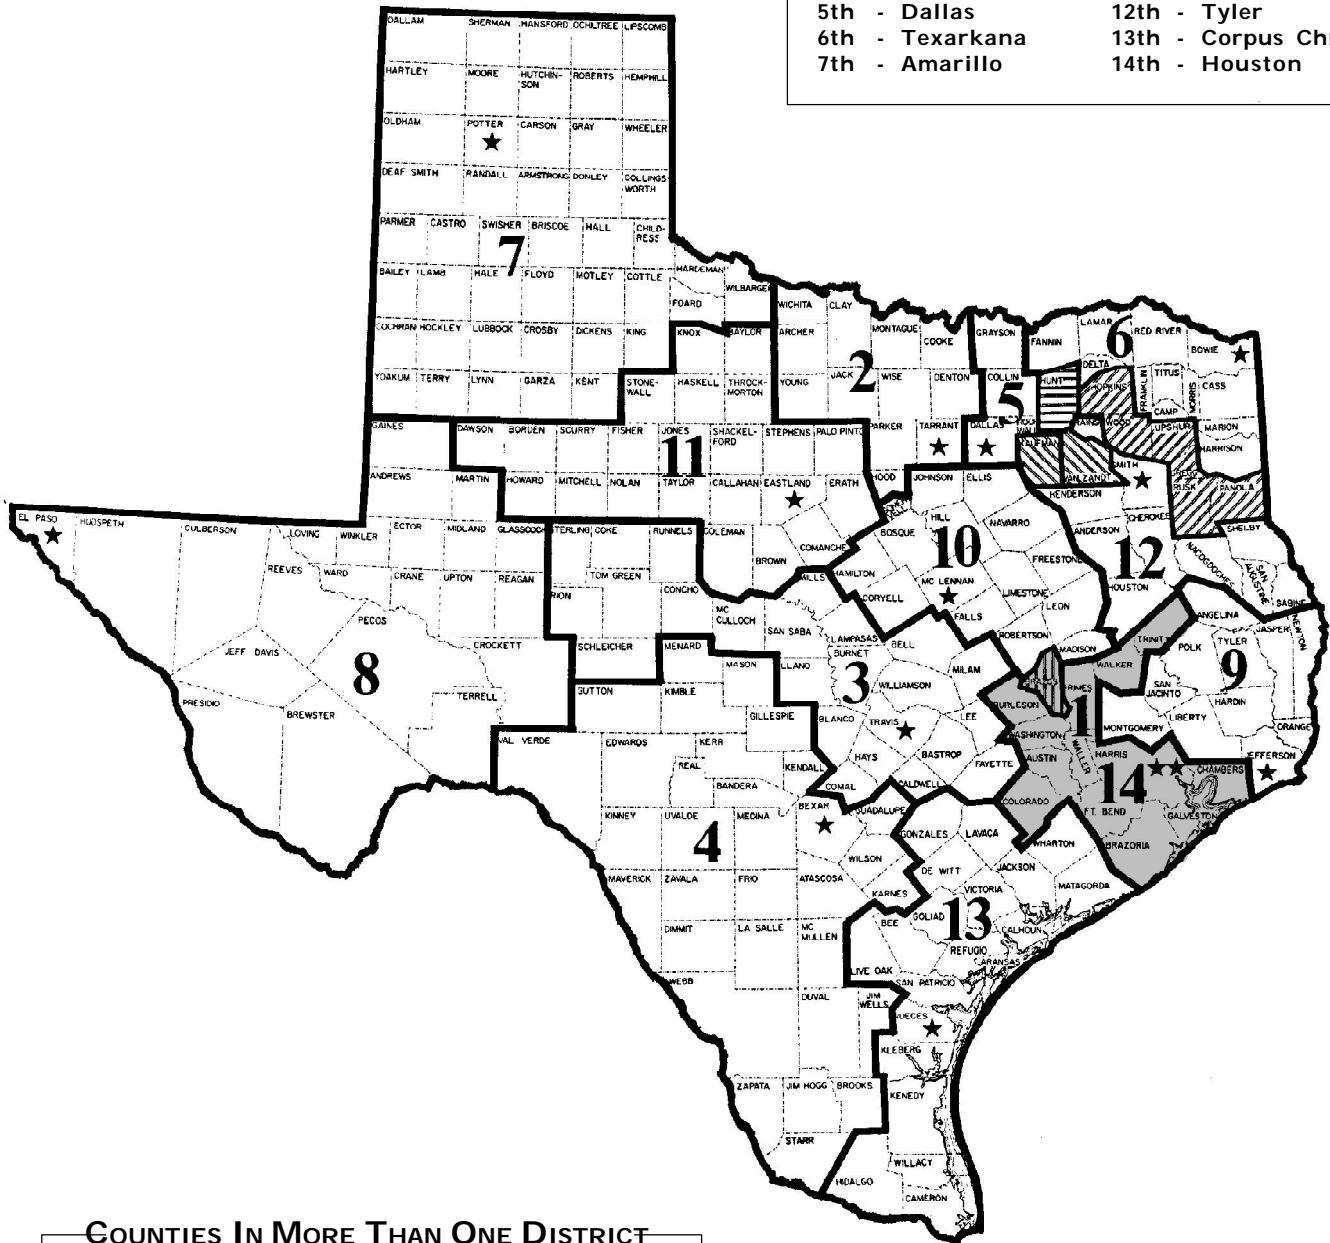 5th - Dallas 12th - Tyler
6th - Texarkana 13th - Corpus Ch
7th - Amarillo 14th - Houston
DALLAM SHERMAN HANSFORD OCHILTREE LIPSCOMB
HARTLEY MOORE HUTCHIN-SON ROBERTS HEMPHILL
OLDHAM POTTER CARSON GRAY WHEELER
DEAF SMITH RANDALL ARMSTRONG DONLEY COLLINGS-WORTH
PARMER CASTRO SWISHER BRISCOE HALL CHILD-RESS
7
BAILEY LAMB HALE FLOYD MOTLEY COTTLE HARDEMAN
FOARD WILBARGER WICHITA CLAY
COCHRAN HOCKLEY LUBBOCK CROSBY DICKENS KING KNOX BAYLOR ARCHER MONTAGUE COOKE GRAYSON FANNIN LAMAR RED RIVER BOWIE
6
YOAKUM TERRY LYNN GARZA KENT STONE-WALL HASKELL THROCK-MORTON YOUNG JACK WISE DENTON COLLIN HUNT DELTA HOPKINS FRANKLIN TITUS MORRIS CASS
2
5
CAMP
GAINES DAWSON BORDEN SCURRY FISHER JONES SHACKEL-FORD STEPHENS PALO PINTO PARKER TARRANT DALLAS ROCK WALL RAINS WOOD UPSHUR MARION
KAUFMAN HARRISON
11
ANDREWS MARTIN HOWARD MITCHELL NOLAN TAYLOR CALLAHAN EASTLAND ERATH HOOD JOHNSON ELLIS VAN ZANDT SMITH RUSK PANOLA
HENDERSON
EL PASO HUDSPETH CULBERSON LOVING WINKLER ECTOR MIDLAND GLASSCOCK STERLING COKE RUNNELS COLEMAN BROWN COMANCHE BOSQUE HILL NAVARRO ANDERSON CHEROKEE SHELBY
10
12
REEVES WARD CRANE UPTON REAGAN IRION TOM GREEN CONCHO MILLS HAMILTON MC LENNAN FREESTONE HOUSTON NACOGDOCHES SAN AUGUSTINE SABINE
CORYELL FALLS LIMESTONE LEON
PECOS MC CULLOCH SAN SABA LAMPASAS BELL ROBERTSON MADISON TRINITY ANGELINA JASPER NEWTON
JEFF DAVIS CROCKETT SCHLEICHER MENARD MASON LLANO BURNET MILAM WALKER POLK TYLER
8
3
9
PRESIDIO BREWSTER TERRELL SUTTON KIMBLE WILLIAMSON BURLESON GRIMES SAN JACINTO HARDIN
1
GILLESPIE BLANCO TRAVIS LEE WASHINGTON MONTGOMERY LIBERTY ORANGE
VAL VERDE EDWARDS KERR HAYS BASTROP FAYETTE AUSTIN WALLER HARRIS JEFFERSON
REAL KENDALL CHAMBERS
BANDERA COMAL CALDWELL COLORADO
14
KINNEY UVALDE MEDINA BEXAR GUADALUPE GONZALES LAVACA WHARTON FT. BEND GALVESTON
4
WILSON BRAZORIA
MAVERICK ZAVALA FRIO ATASCOSA KARNES DE WITT JACKSON MATAGORDA
VICTORIA
DIMMIT LA SALLE MC MULLEN BEE GOLIAD CALHOUN
13
REFUGIO
LIVE OAK ARANSAS
WEBB SAN PATRICIO
DUVAL JIM WELLS NUECES
KLEBERG
ZAPATA JIM HOGG BROOKS KENEDY
STARR
HIDALGO WILLACY
CAMERON
COUNTIES IN MORE THAN ONE DISTRICT